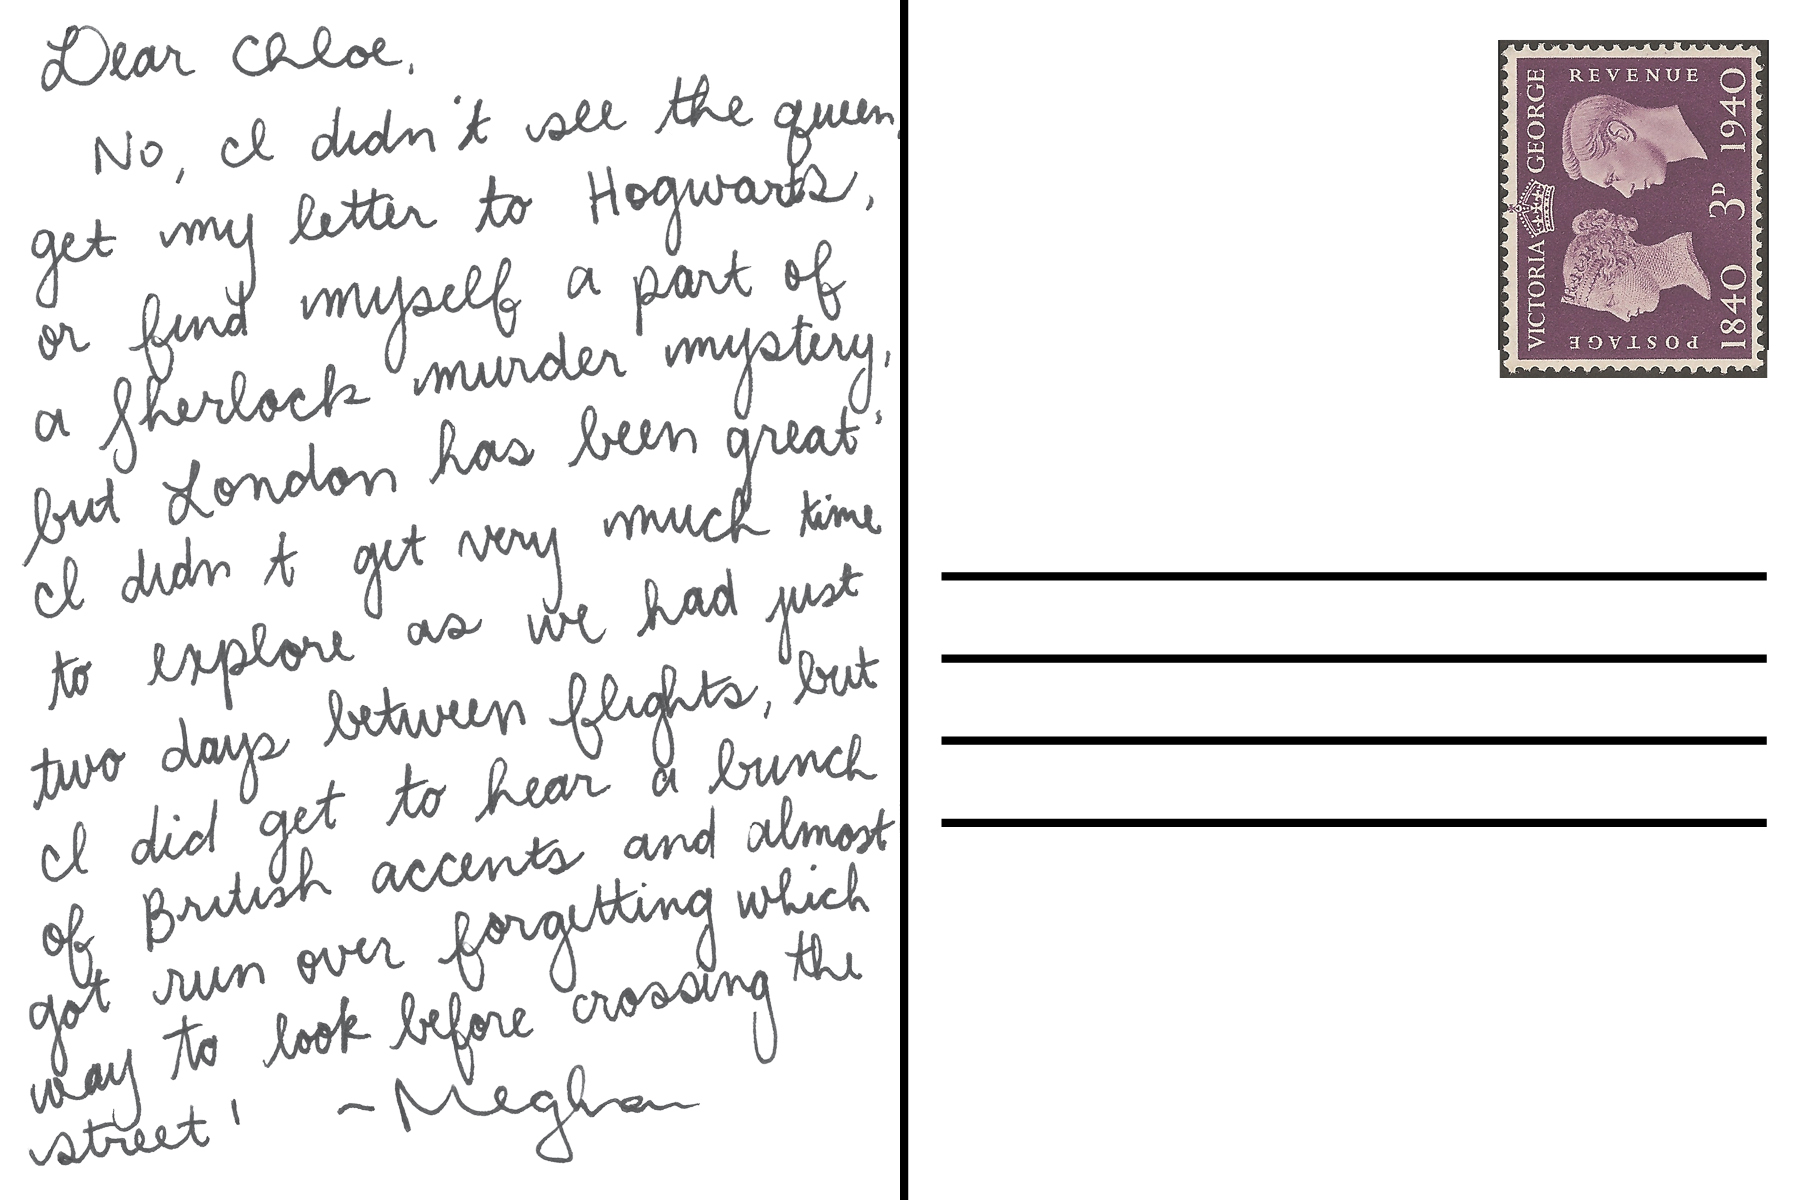 Dear Chloe,
No, I didn't see the queen,
get my letter to Hogwarts,
or find myself a part of
a Sherlock murder mystery,
but London has been great!
I didn t get very much time
to explore as we had just
two days between flights, but
I did get to hear a bunch
of British accents and almost
got run over forgetting which
way to look before crossing the
street! ~Meghan
VICTORIA GEORGE
POSTAGE REVENUE
1840 3D 1940